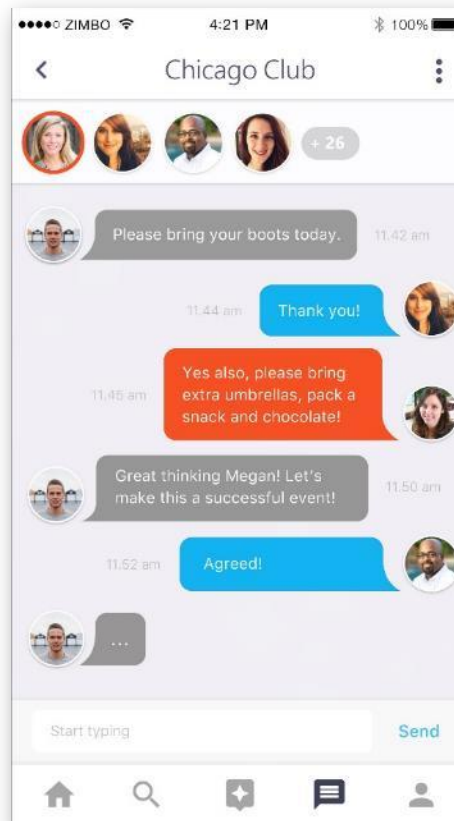 ZIMBO
4:21 PM
100%
Chicago Club
+ 26
Please bring your boots today.
11.42 am
11.44 am
Thank you!
Yes also, please bring
extra umbrellas, pack a
snack and chocolate!
11.45 am
Great thinking Megan! Let's
make this a successful event!
11.50 am
11.52 am
Agreed!
...
Start typing
Send